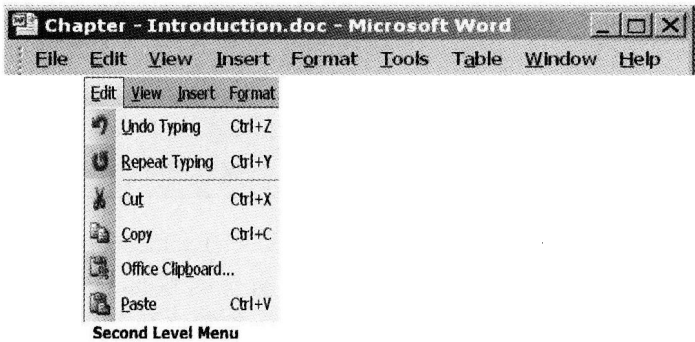 Chapter - Introduction.doc - Microsoft Word
File Edit View Insert Format Tools Table Window Help
Edit View Insert Format
Undo Typing Ctrl+Z
Repeat Typing Ctrl+Y
Cut Ctrl+X
Copy Ctrl+C
Office Clipboard...
Paste Ctrl+V
Second Level Menu